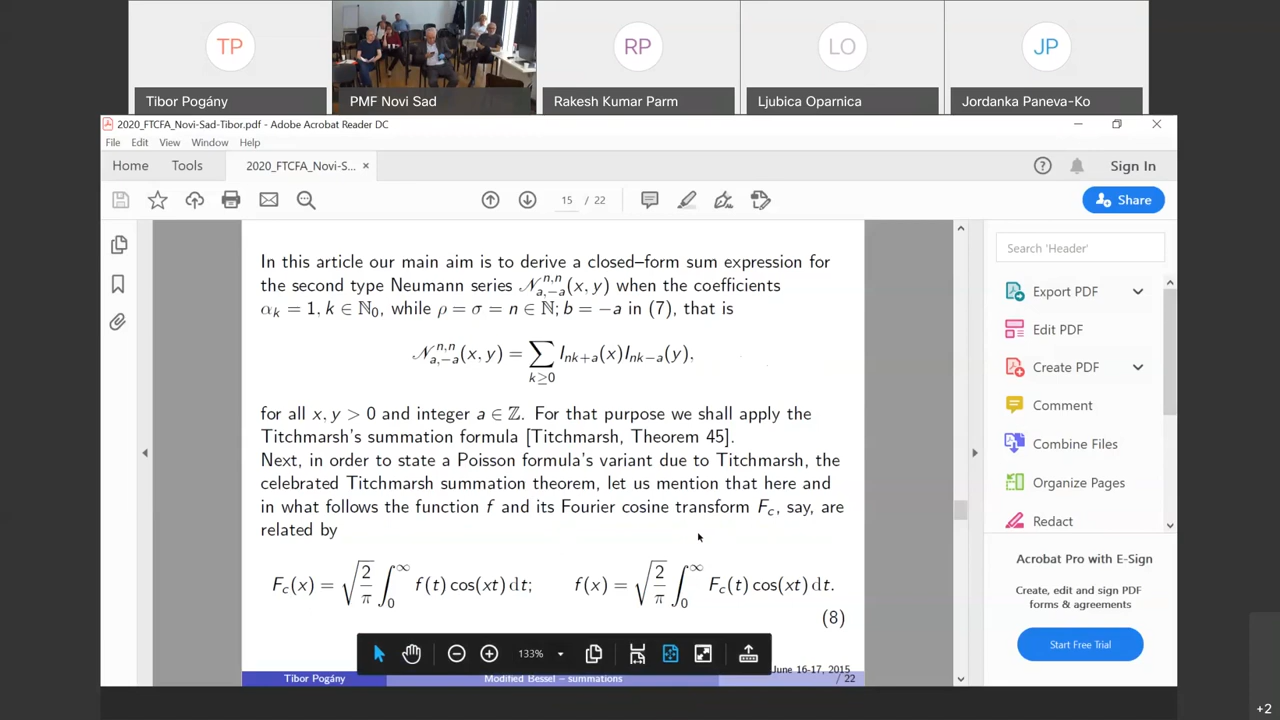 TP
RP
LO
JP
Tibor Pogány
PMF Novi Sad
Rakesh Kumar Parm
Ljubica Oparnica
Jordanka Paneva-Ko
2020_FTCFA_Novi-Sad-Tibor.pdf - Adobe Acrobat Reader DC
File Edit View Window Help
Home Tools 2020_FTCFA_Novi-S... × Sign In
15 / 22 Share
In this article our main aim is to derive a closed–form sum expression for
the second type Neumann series 𝒩^{n,n}_{a,−a}(x, y) when the coefficients
α_k = 1, k ∈ ℕ₀, while ρ = σ = n ∈ ℕ; b = −a in (7), that is
𝒩^{n,n}_{a,−a}(x, y) = ∑_{k≥0} I_{nk+a}(x)I_{nk−a}(y),
for all x, y > 0 and integer a ∈ ℤ. For that purpose we shall apply the
Titchmarsh's summation formula [Titchmarsh, Theorem 45].
Next, in order to state a Poisson formula's variant due to Titchmarsh, the
celebrated Titchmarsh summation theorem, let us mention that here and
in what follows the function f and its Fourier cosine transform F_c, say, are
related by
F_c(x) = √(2/π) ∫_0^∞ f(t) cos(xt) dt; f(x) = √(2/π) ∫_0^∞ F_c(t) cos(xt) dt.
(8)
133%
June 16-17, 2015
Tibor Pogány Modified Bessel – summations / 22
Search 'Header'
Export PDF
Edit PDF
Create PDF
Comment
Combine Files
Organize Pages
Redact
Acrobat Pro with E-Sign
Create, edit and sign PDF
forms & agreements
Start Free Trial
+2